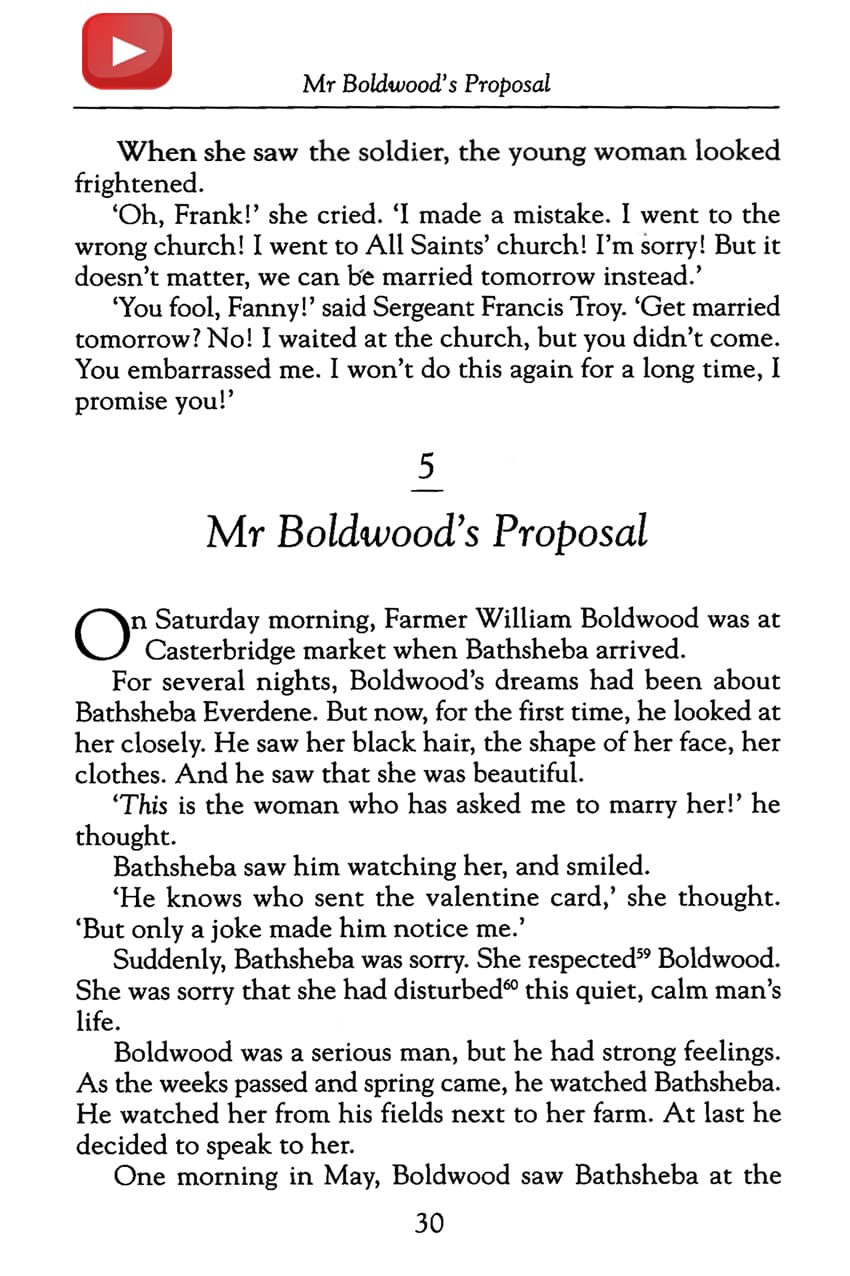 Mr Boldwood's Proposal
When she saw the soldier, the young woman looked
frightened.
‘Oh, Frank!’ she cried. ‘I made a mistake. I went to the
wrong church! I went to All Saints’ church! I’m sorry! But it
doesn’t matter, we can be married tomorrow instead.’
‘You fool, Fanny!’ said Sergeant Francis Troy. ‘Get married
tomorrow? No! I waited at the church, but you didn’t come.
You embarrassed me. I won’t do this again for a long time, I
promise you!’
5
Mr Boldwood’s Proposal
On Saturday morning, Farmer William Boldwood was at
Casterbridge market when Bathsheba arrived.
For several nights, Boldwood’s dreams had been about
Bathsheba Everdene. But now, for the first time, he looked at
her closely. He saw her black hair, the shape of her face, her
clothes. And he saw that she was beautiful.
‘This is the woman who has asked me to marry her!’ he
thought.
Bathsheba saw him watching her, and smiled.
‘He knows who sent the valentine card,’ she thought.
‘But only a joke made him notice me.’
Suddenly, Bathsheba was sorry. She respected⁵⁹ Boldwood.
She was sorry that she had disturbed⁶⁰ this quiet, calm man’s
life.
Boldwood was a serious man, but he had strong feelings.
As the weeks passed and spring came, he watched Bathsheba.
He watched her from his fields next to her farm. At last he
decided to speak to her.
One morning in May, Boldwood saw Bathsheba at the
30